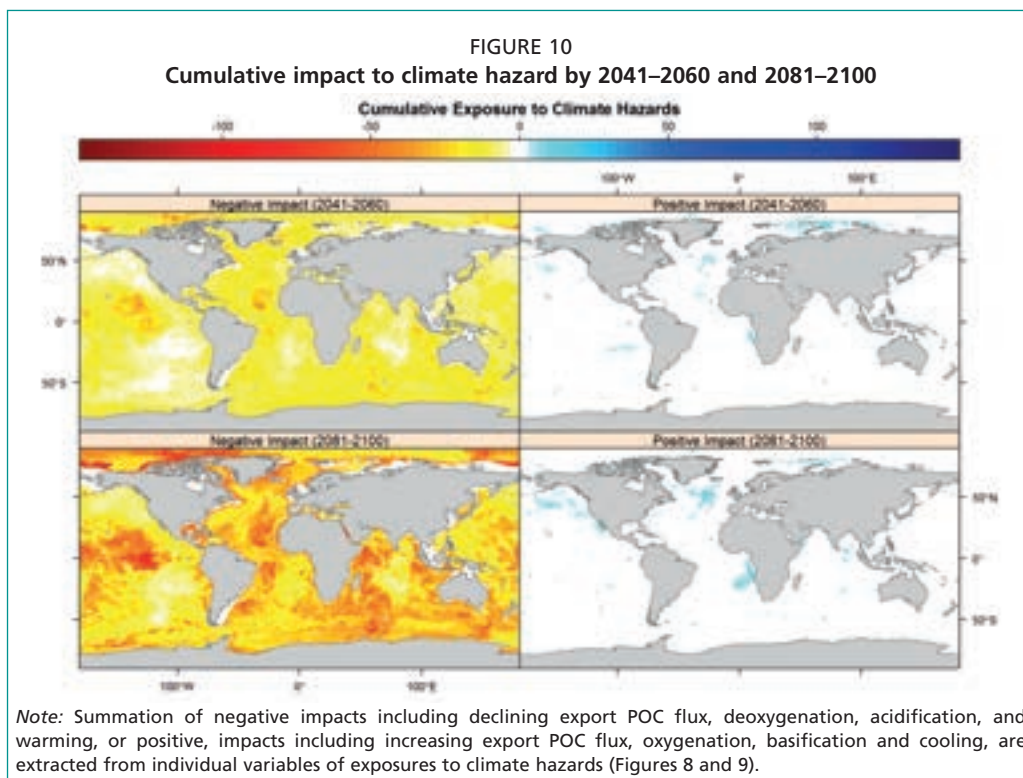 FIGURE 10
Cumulative impact to climate hazard by 2041–2060 and 2081–2100
Cumulative Exposure to Climate Hazards
-100 -50 0 50 100
100°W 0° 100°E
Negative Impact (2041-2060) Positive Impact (2041-2060)
50°N
0°
50°S
Negative Impact (2081-2100) Positive Impact (2081-2100)
50°N
0°
50°S
100°W 0° 100°E
Note: Summation of negative impacts including declining export POC flux, deoxygenation, acidification, and
warming, or positive, impacts including increasing export POC flux, oxygenation, basification and cooling, are
extracted from individual variables of exposures to climate hazards (Figures 8 and 9).